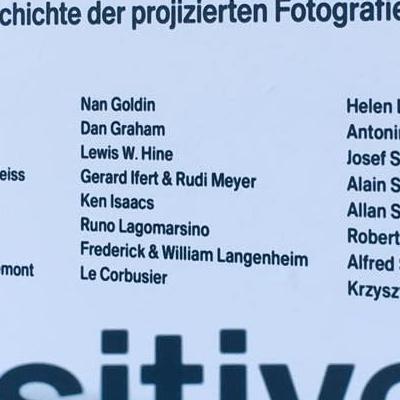 chichte der projizierten Fotografie
Nan Goldin
Dan Graham
Lewis W. Hine
Gerard Ifert & Rudi Meyer
Ken Isaacs
Runo Lagomarsino
Frederick & William Langenheim
Le Corbusier
eiss
mont
Helen
Antoni
Josef S
Alain S
Allan S
Robert
Alfred
Krzysz
sitive